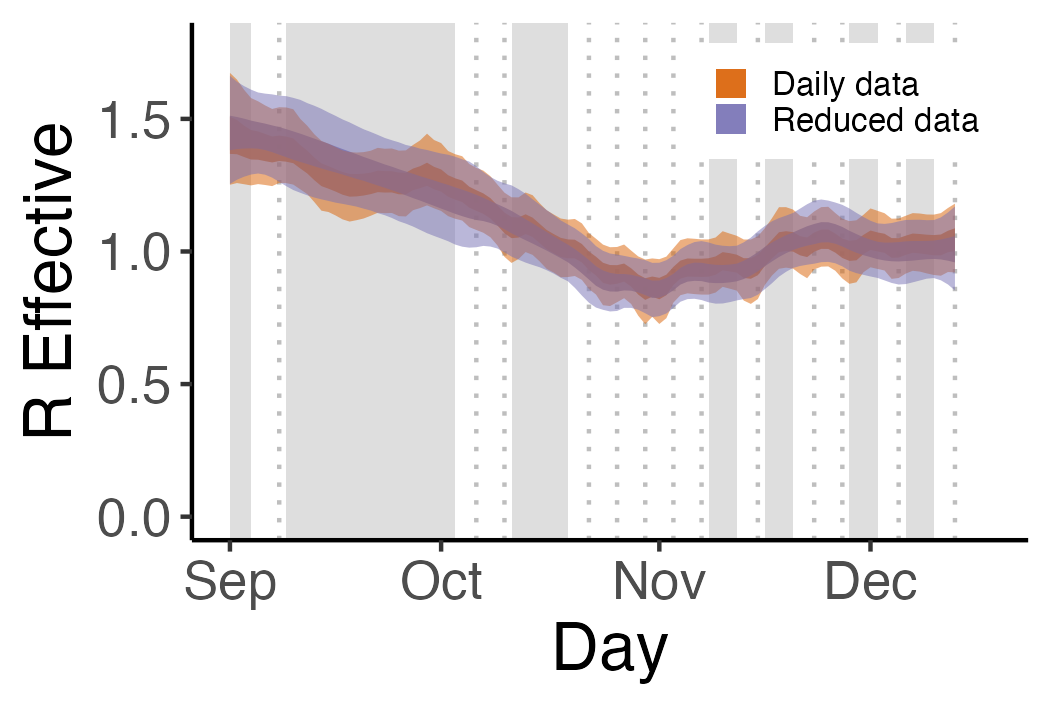 R Effective
1.5
1.0
0.5
0.0
Daily data
Reduced data
Sep Oct Nov Dec
Day